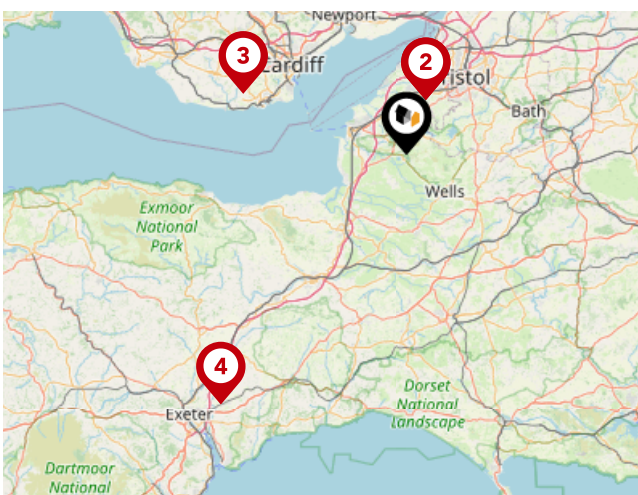 Newport
3
Cardiff
2
Bristol
Bath
Wells
Exmoor
National
Park
4
Exeter
Dorset
National
Landscape
Dartmoor
National